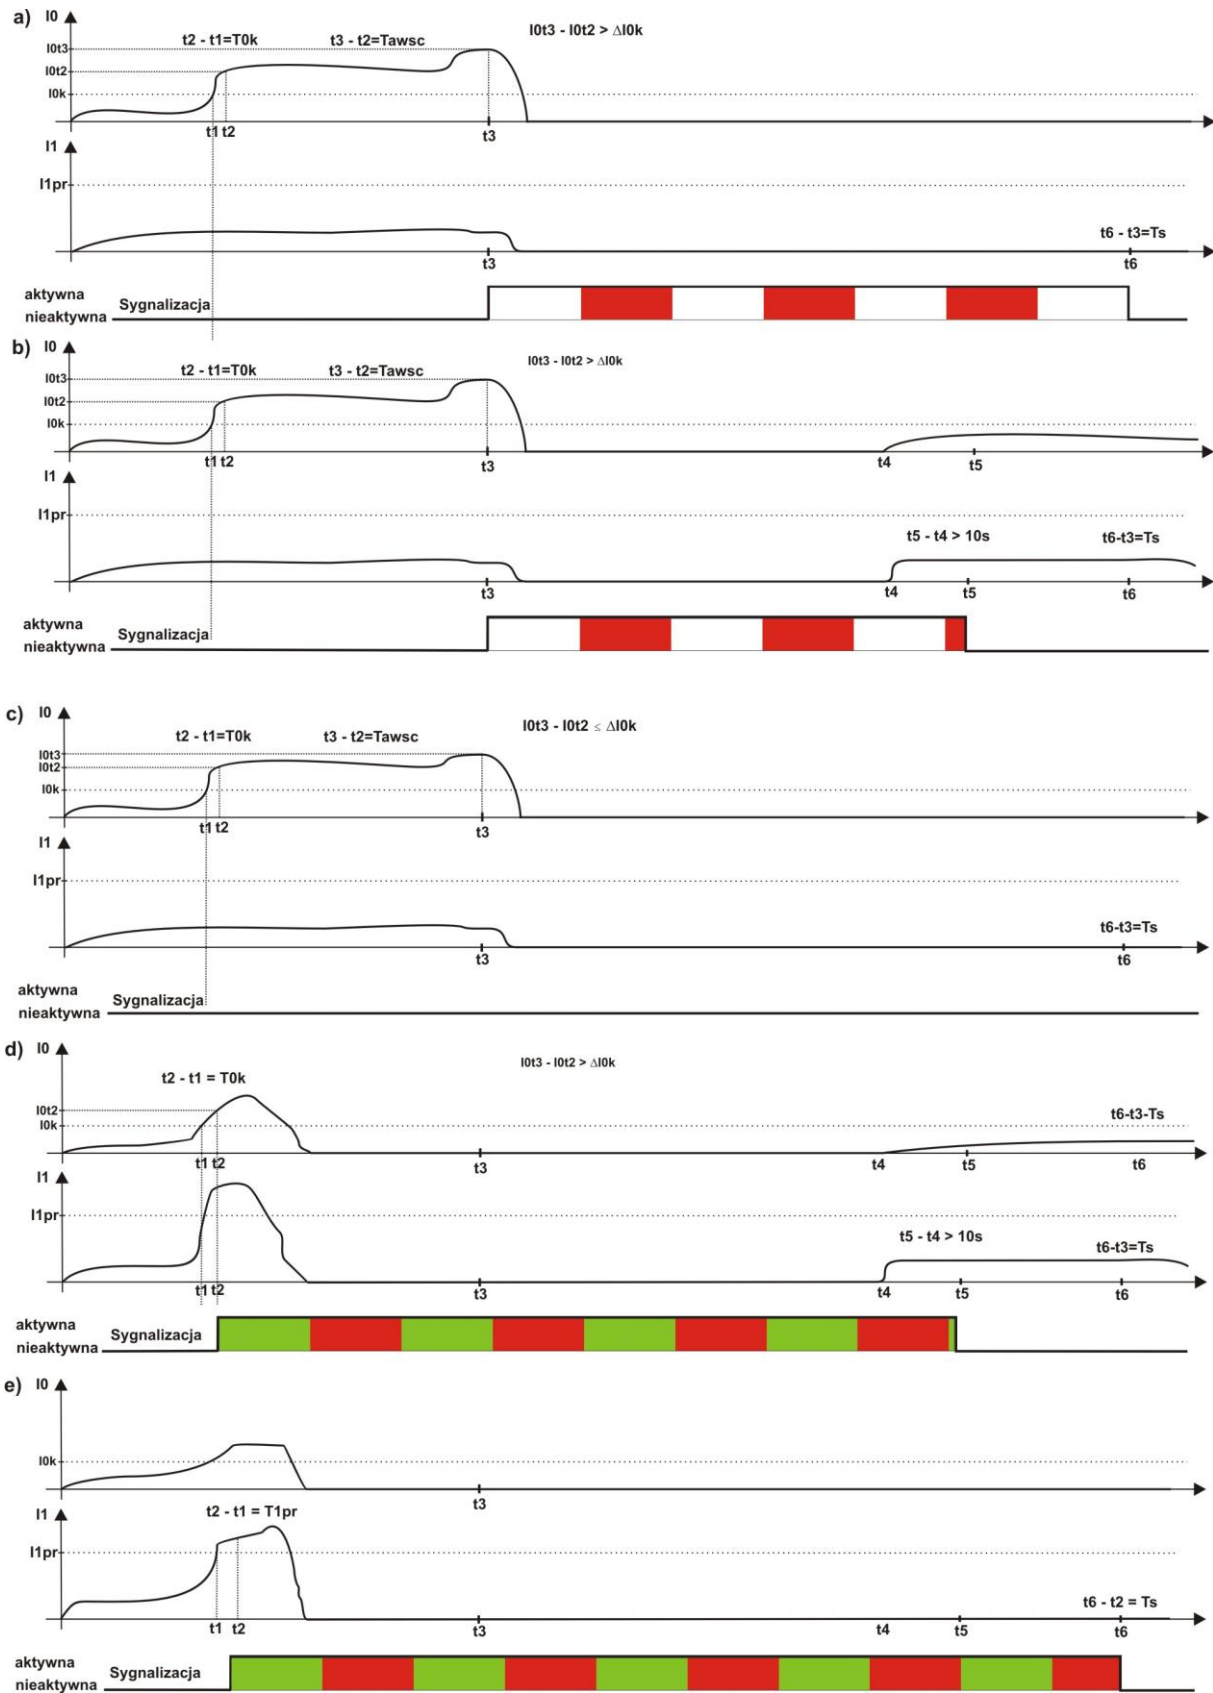 a) I0
t2 - t1=T0k t3 - t2=Tawsc I0t3 - I0t2 > ΔI0k
I0t3
I0t2
I0k
t1 t2 t3
I1
I1pr
t6 - t3=Ts
t3 t6
aktywna
Sygnalizacja
nieaktywna
b) I0
t2 - t1=T0k t3 - t2=Tawsc I0t3 - I0t2 > ΔI0k
I0t3
I0t2
I0k
t1 t2 t3 t4 t5
I1
I1pr
t5 - t4 > 10s t6-t3=Ts
t3 t4 t5 t6
aktywna
Sygnalizacja
nieaktywna
c) I0
t2 - t1=T0k t3 - t2=Tawsc I0t3 - I0t2 ≤ ΔI0k
I0t3
I0t2
I0k
t1 t2 t3
I1
I1pr
t6-t3=Ts
t3 t6
aktywna
Sygnalizacja
nieaktywna
d) I0
I0t3 - I0t2 > ΔI0k
t2 - t1 = T0k
I0t2
t6-t3-Ts
I0k
t1 t2 t3 t4 t5 t6
I1
I1pr
t5 - t4 > 10s t6-t3=Ts
t1 t2 t3 t4 t5 t6
aktywna
Sygnalizacja
nieaktywna
e) I0
I0k
t3
I1
t2 - t1 = T1pr
I1pr
t6 - t2 = Ts
t1 t2 t3 t4 t5 t6
aktywna
Sygnalizacja
nieaktywna